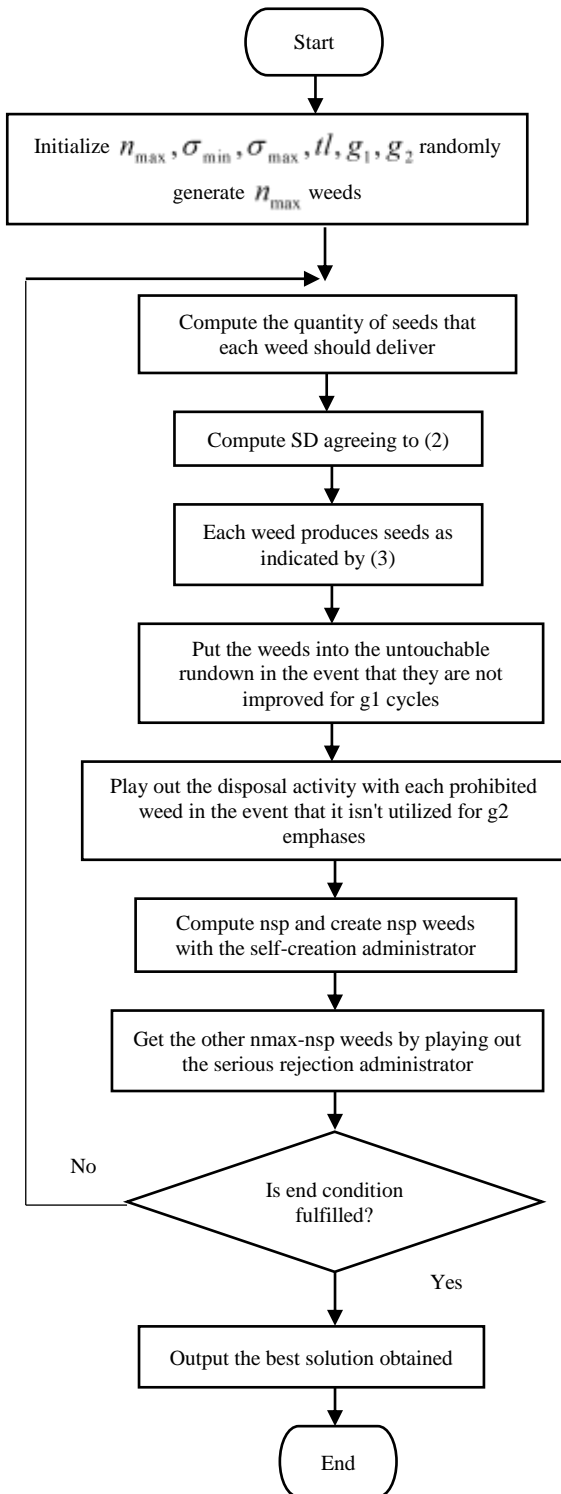 Start
Initialize n_max, σ_min, σ_max, tl, g_1, g_2 randomly
generate n_max weeds
Compute the quantity of seeds that
each weed should deliver
Compute SD agreeing to (2)
Each weed produces seeds as
indicated by (3)
Put the weeds into the untouchable
rundown in the event that they are not
improved for g1 cycles
Play out the disposal activity with each prohibited
weed in the event that it isn't utilized for g2
emphases
Compute nsp and create nsp weeds
with the self-creation administrator
Get the other nmax-nsp weeds by playing out
the serious rejection administrator
No
Is end condition
fulfilled?
Yes
Output the best solution obtained
End